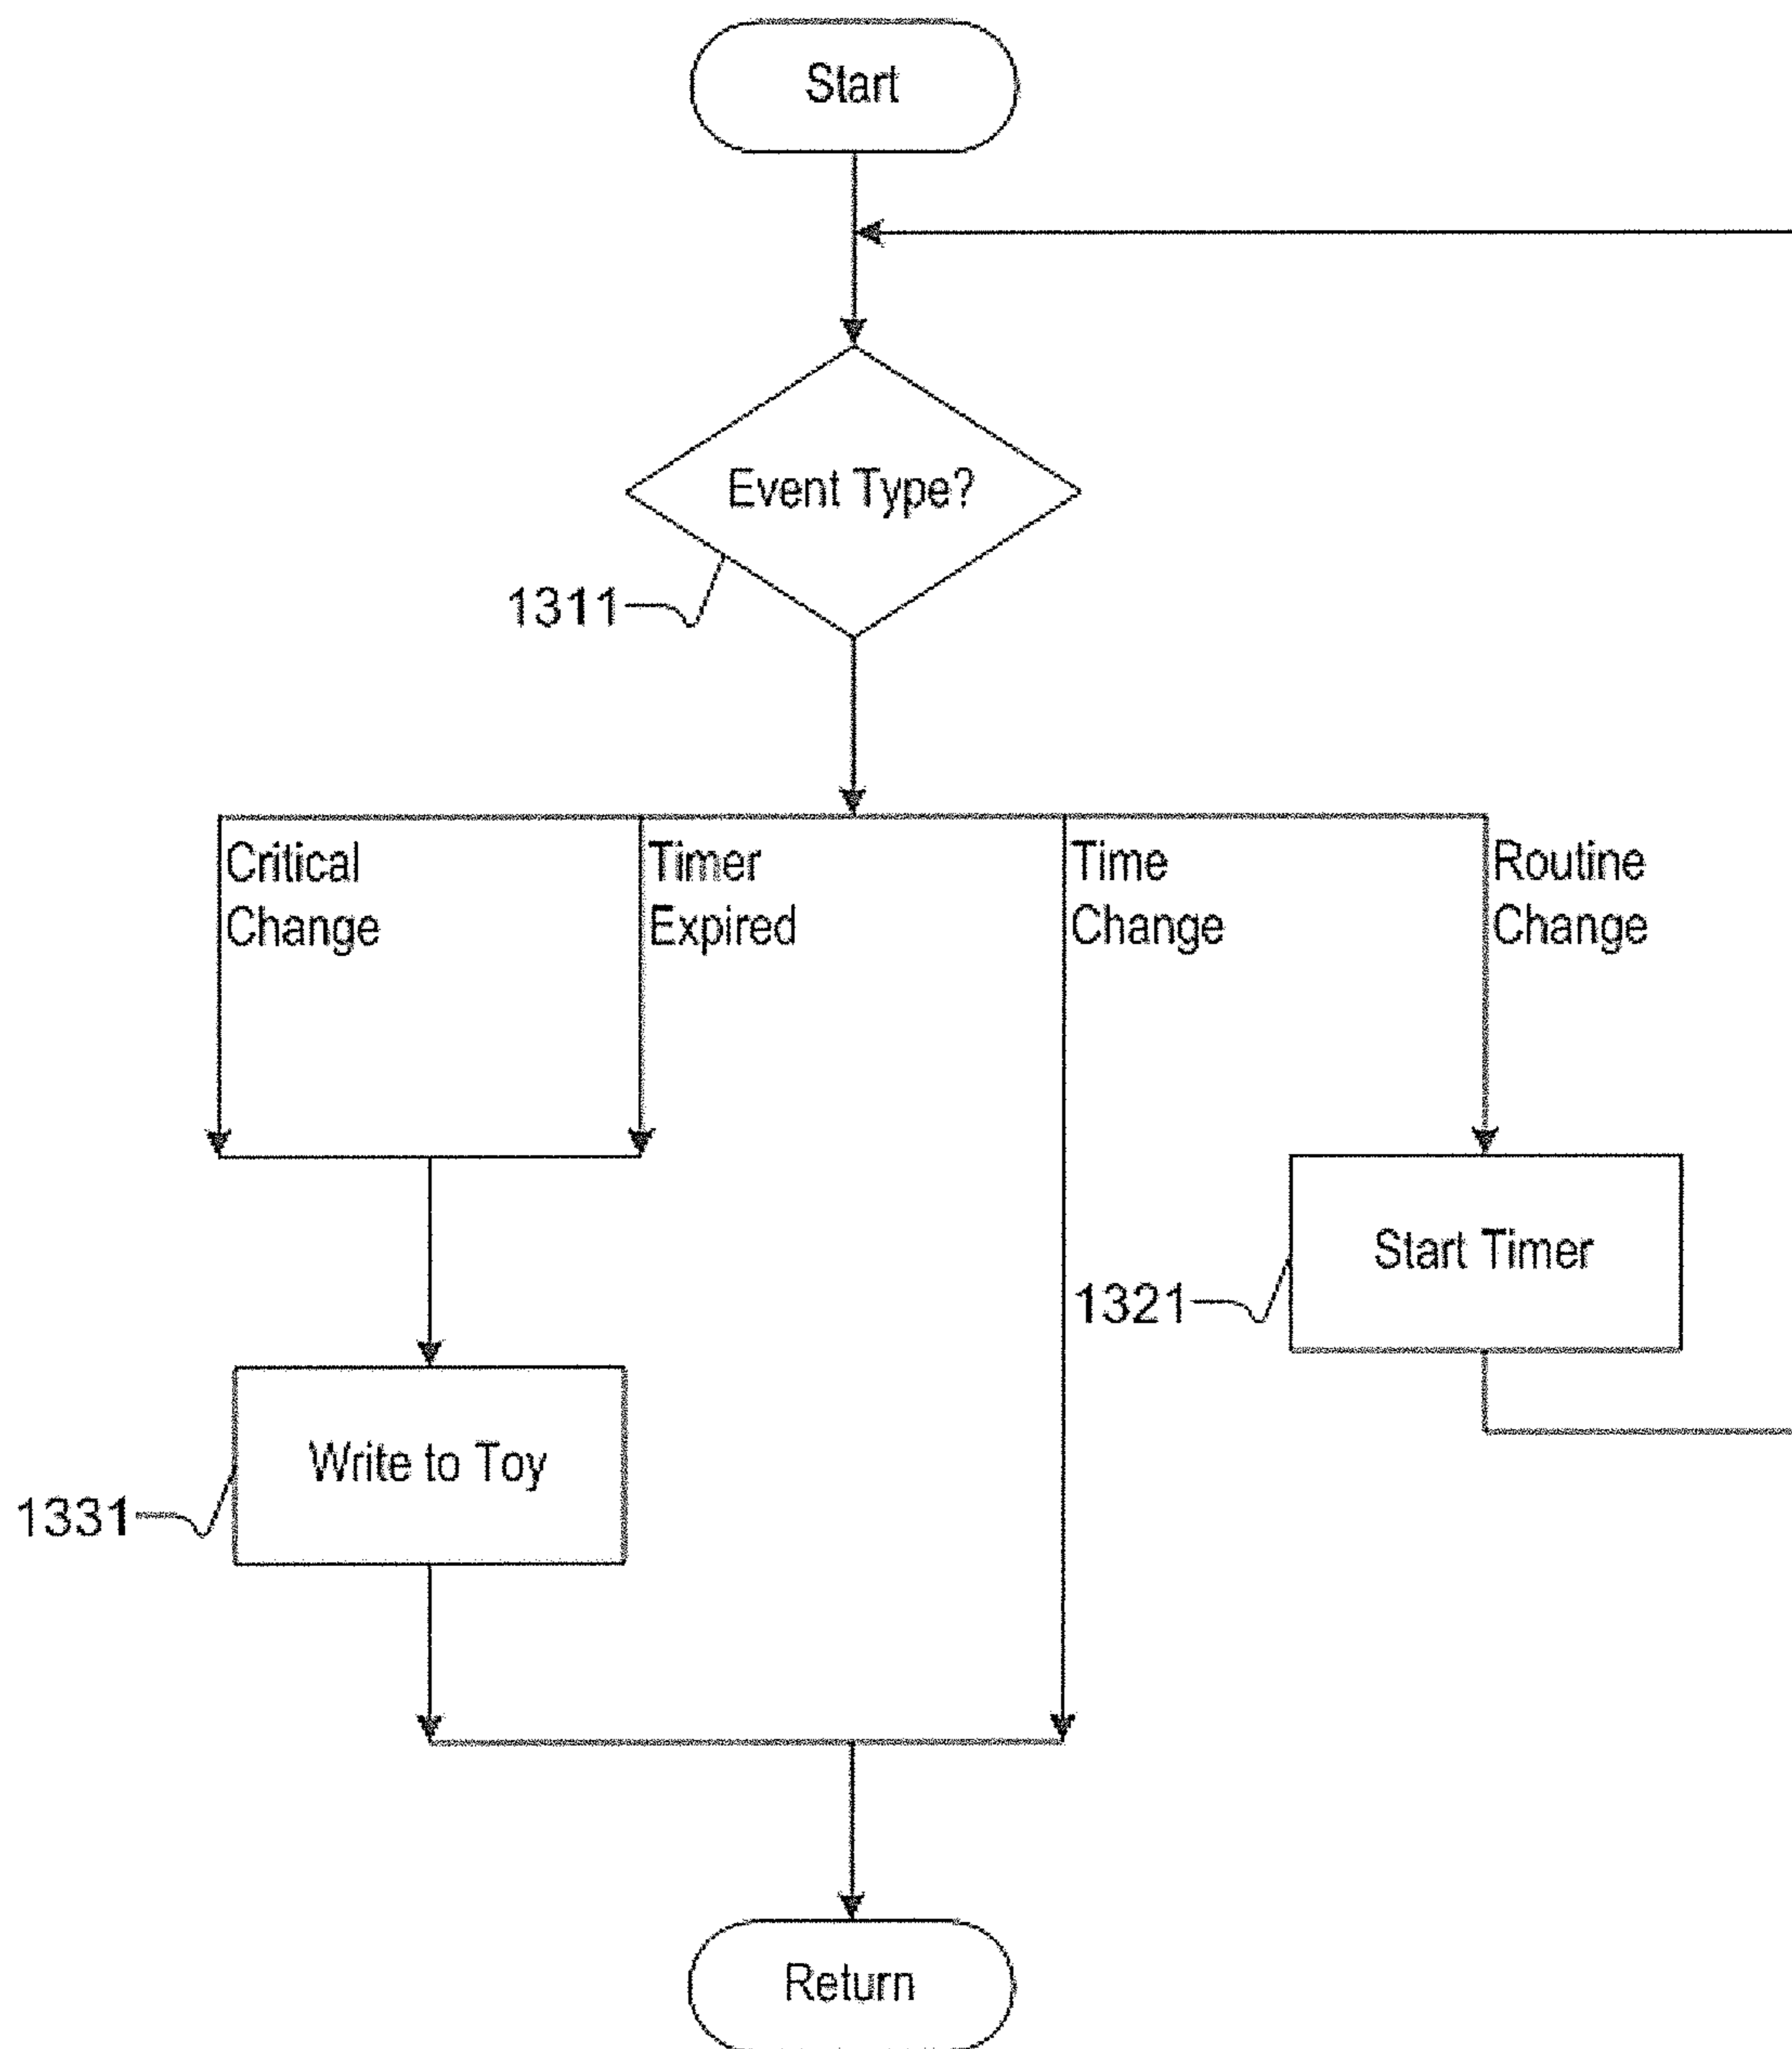 Start
Event Type?
1311
Critical
Change
Timer
Expired
Time
Change
Routine
Change
Start Timer
1321
Write to Toy
1331
Return